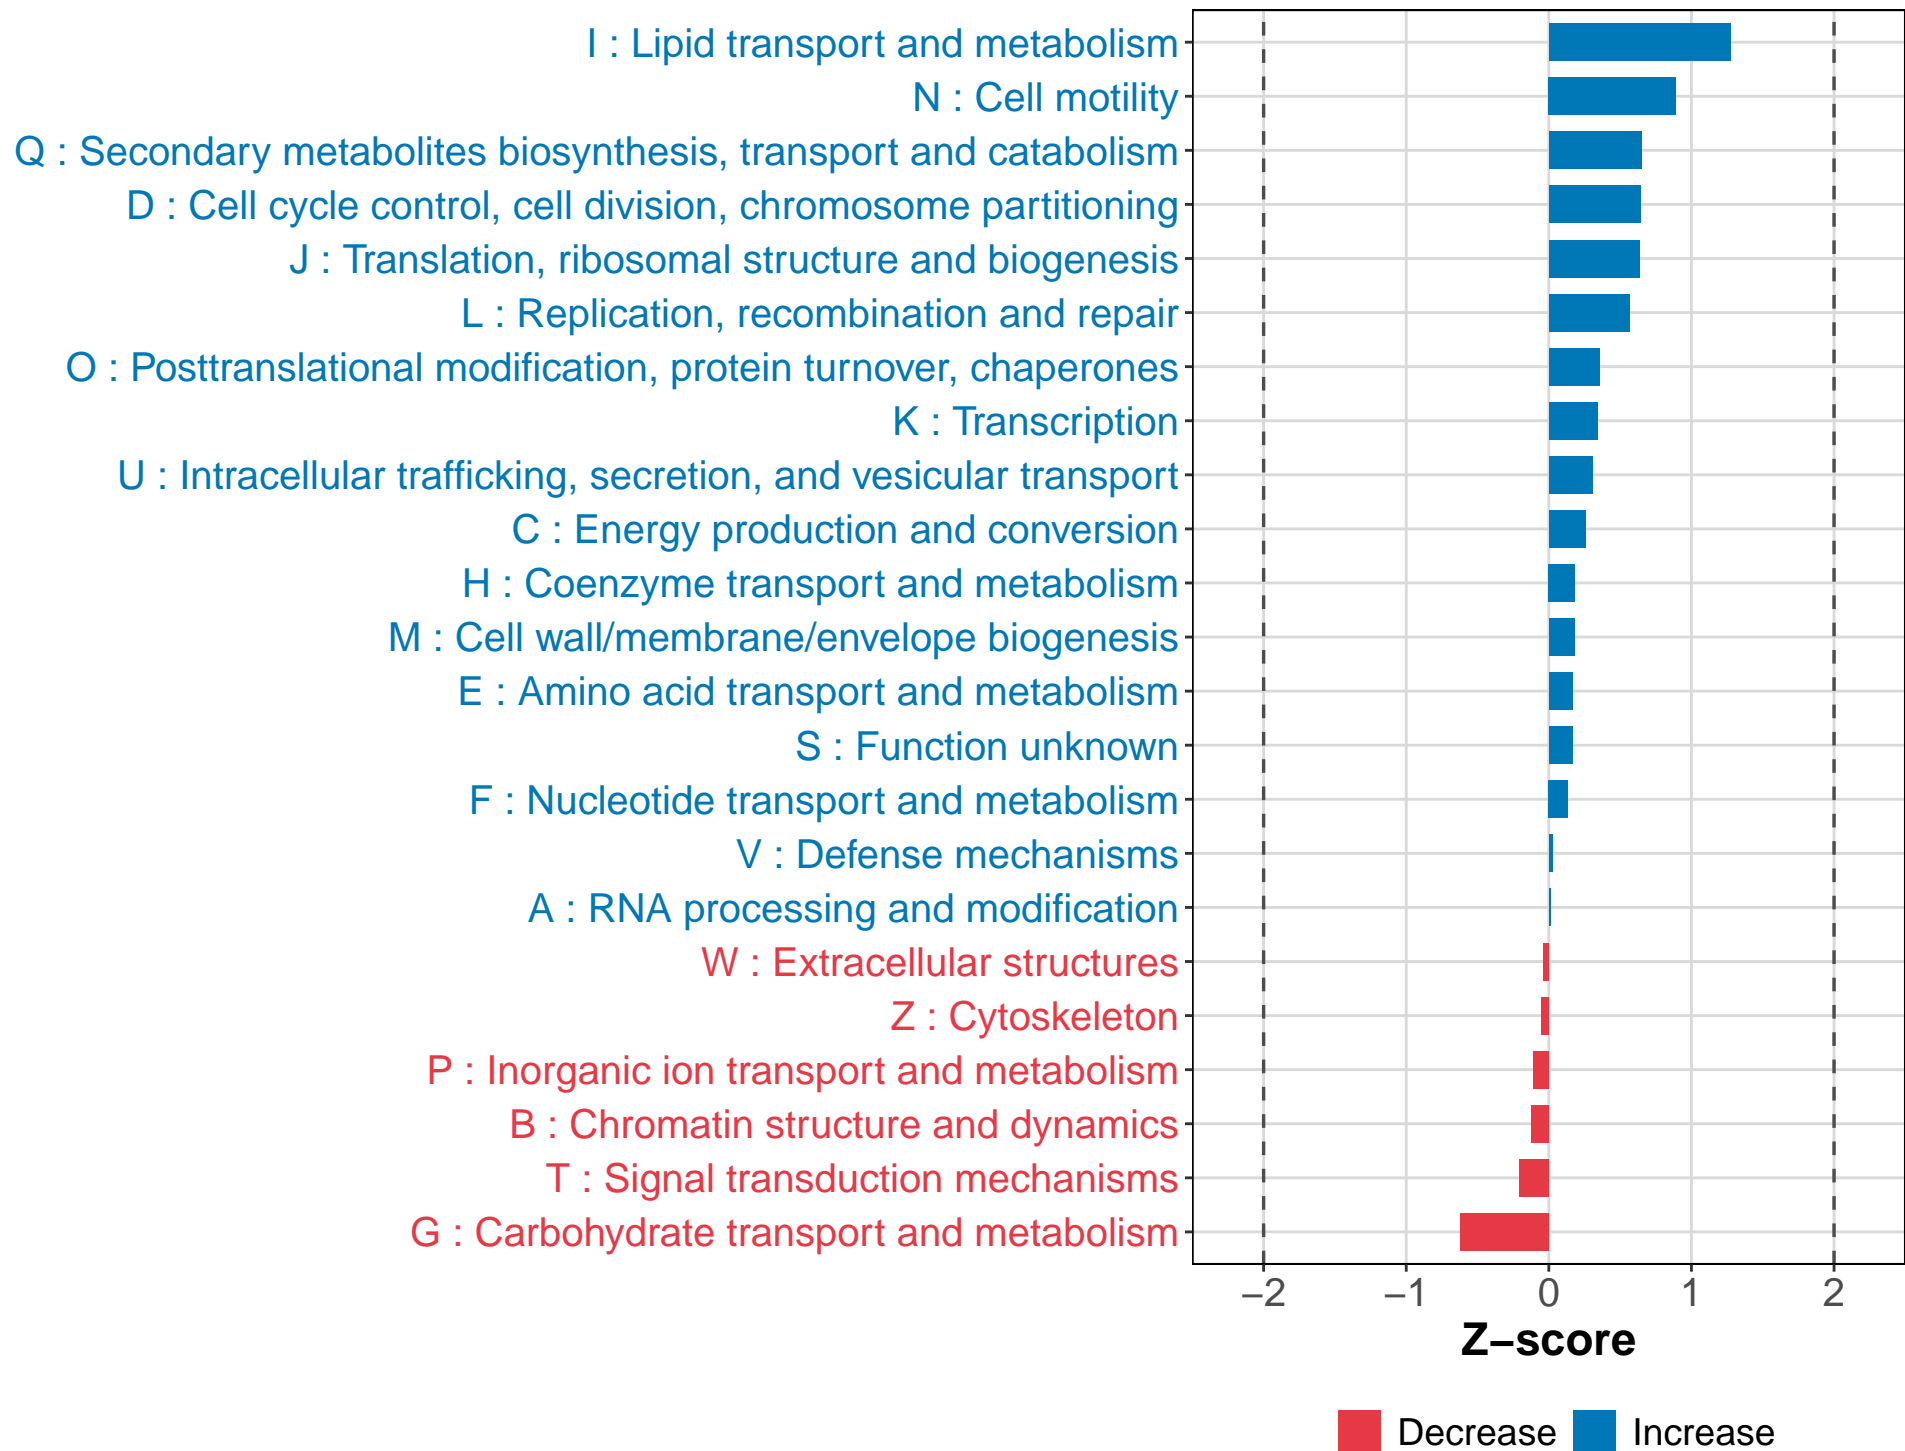 I : Lipid transport and metabolism
N : Cell motility
Q : Secondary metabolites biosynthesis, transport and catabolism
D : Cell cycle control, cell division, chromosome partitioning
J : Translation, ribosomal structure and biogenesis
L : Replication, recombination and repair
O : Posttranslational modification, protein turnover, chaperones
K : Transcription
U : Intracellular trafficking, secretion, and vesicular transport
C : Energy production and conversion
H : Coenzyme transport and metabolism
M : Cell wall/membrane/envelope biogenesis
E : Amino acid transport and metabolism
S : Function unknown
F : Nucleotide transport and metabolism
V : Defense mechanisms
A : RNA processing and modification
W : Extracellular structures
Z : Cytoskeleton
P : Inorganic ion transport and metabolism
B : Chromatin structure and dynamics
T : Signal transduction mechanisms
G : Carbohydrate transport and metabolism
−2 −1 0 1 2
Z−score
Decrease Increase